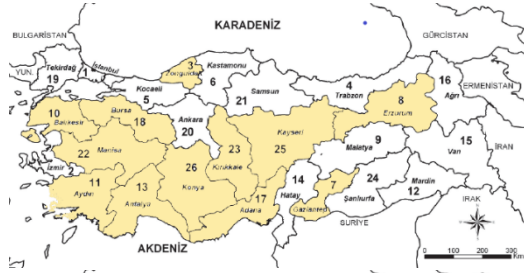 KARADENİZ
BULGARİSTAN
GÜRCİSTAN
YUN.
Tekirdağ
19
1
İstanbul
3
Zonguldak
Kastamonu
6
Kocaeli
5
21
Samsun
4
Trabzon
16
Ağrı
ERMENİSTAN
8
Erzurum
10
Balıkesir
Bursa
18
Ankara
20
Kayseri
25
23
Kırıkkale
9
Malatya
15
Van
İRAN
22
Manisa
İzmir
11
Aydın
13
Antalya
26
Konya
17
Adana
14
Hatay
7
Gaziantep
24
Şanlıurfa
Mardin
12
IRAK
SURİYE
AKDENİZ
0 100 200 300
Km